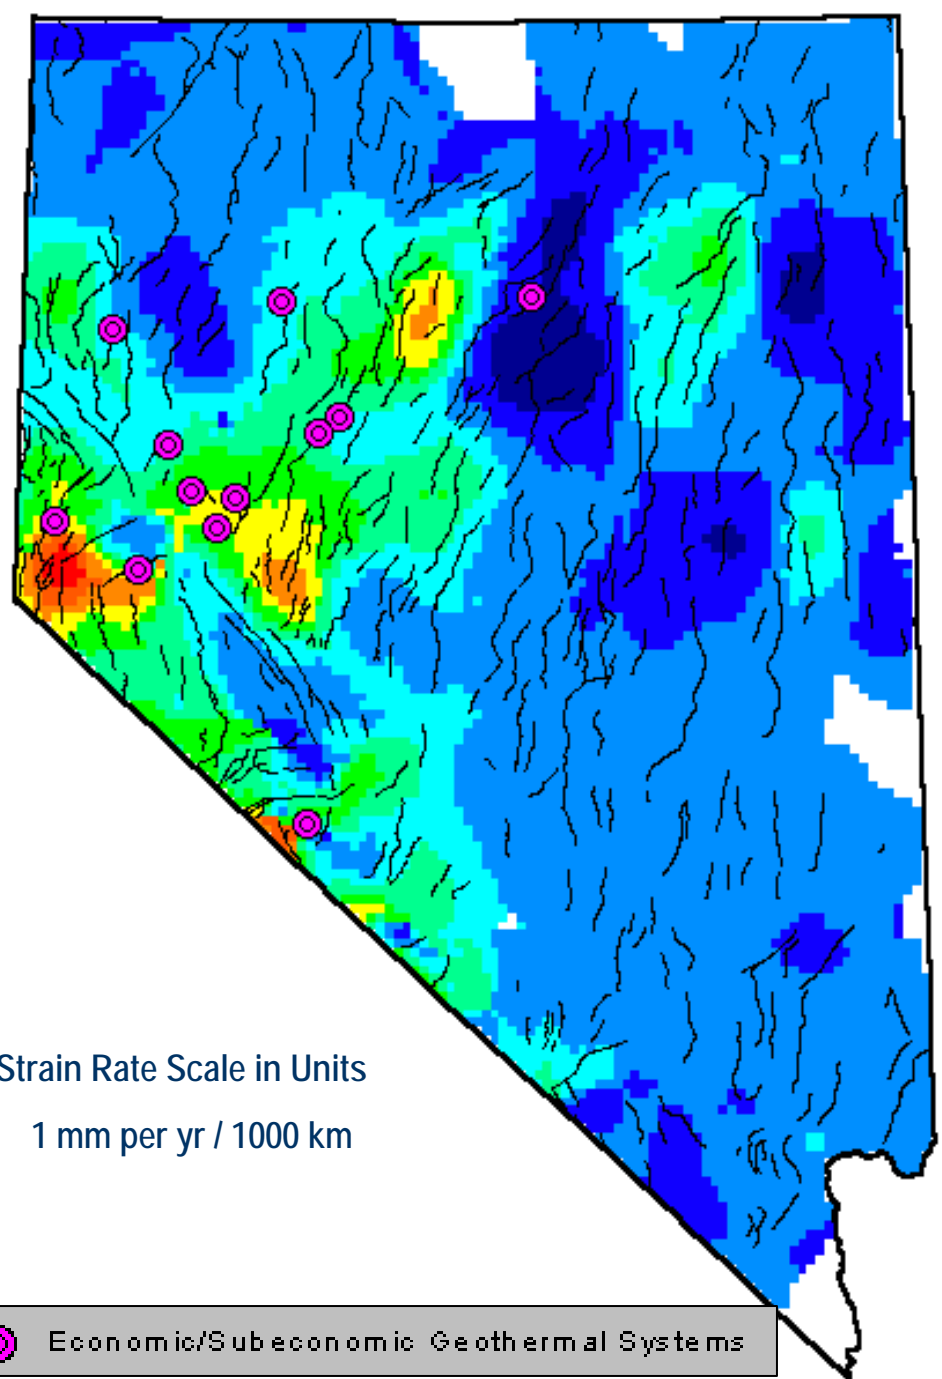 Strain Rate Scale in Units
1 mm per yr / 1000 km
Economic/Subeconomic Geothermal Systems